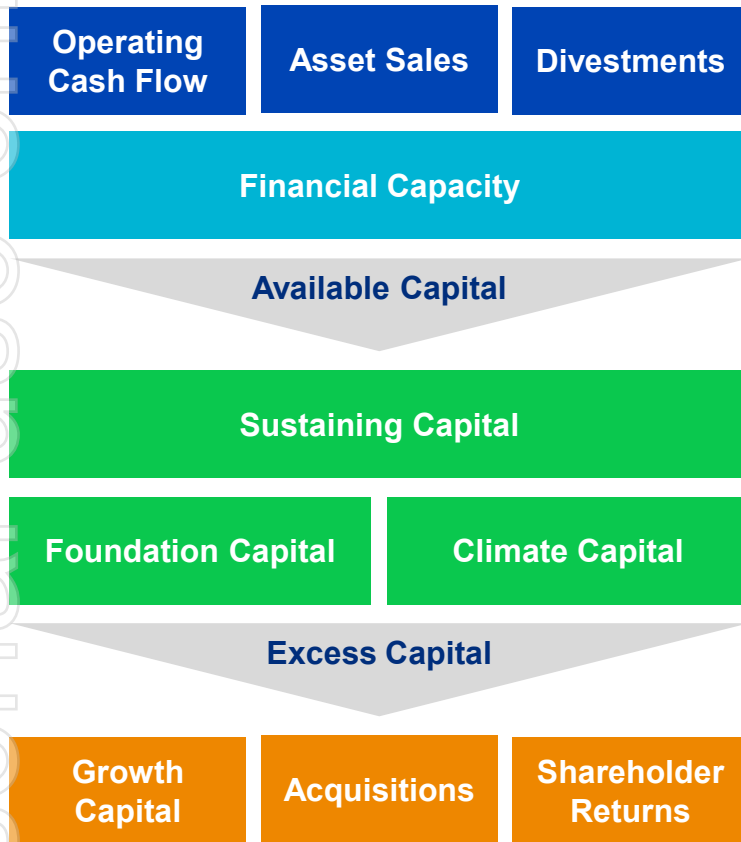 Operating
Cash Flow
Asset Sales
Divestments
Financial Capacity
Available Capital
Sustaining Capital
Foundation Capital
Climate Capital
Excess Capital
Growth
Capital
Acquisitions
Shareholder
Returns